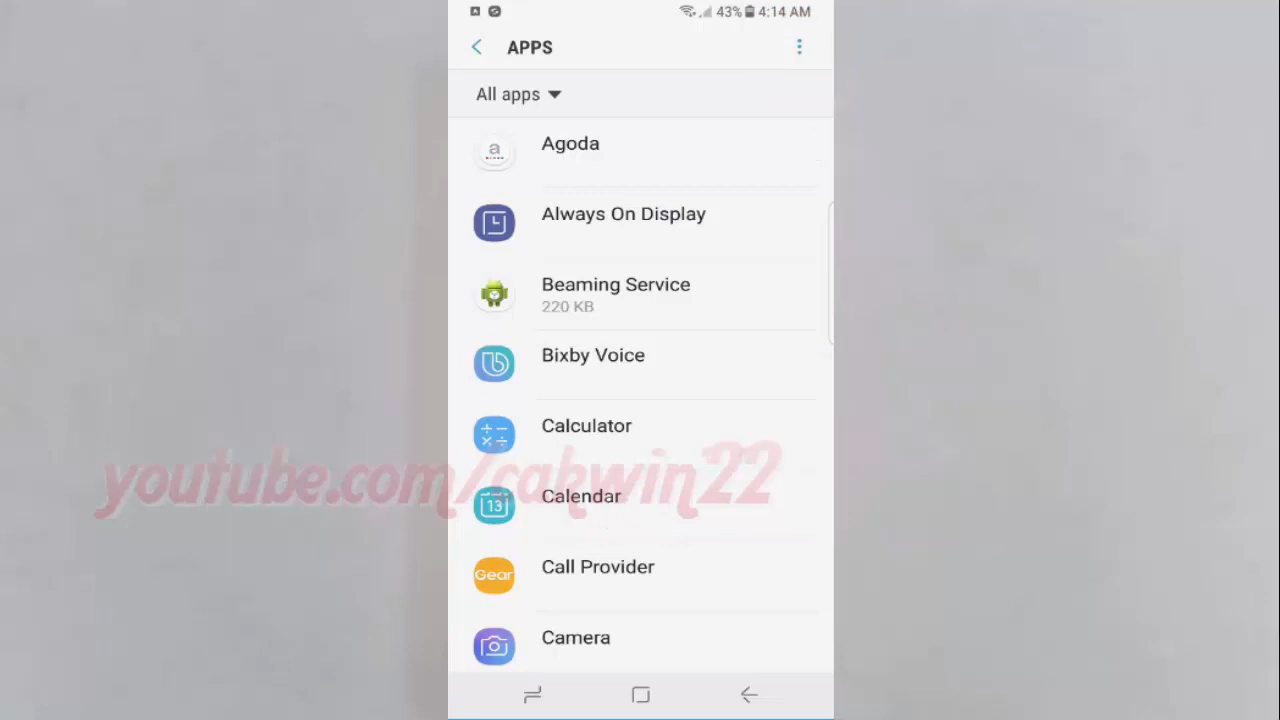 43% 4:14 AM
APPS
All apps
a
Agoda
Always On Display
Beaming Service
220 KB
Bixby Voice
Calculator
youtube.com/cakwin22
13
Calendar
Gear
Call Provider
Camera